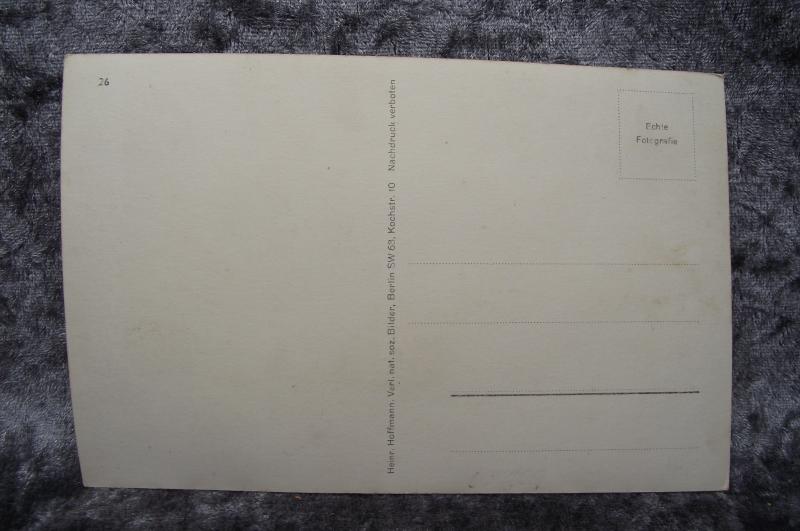 26
Heinr. Hoffmann. Verl. nat. soz. Bilder, Berlin SW 68, Kochstr. 10 Nachdruck verboten
Echte
Fotografie